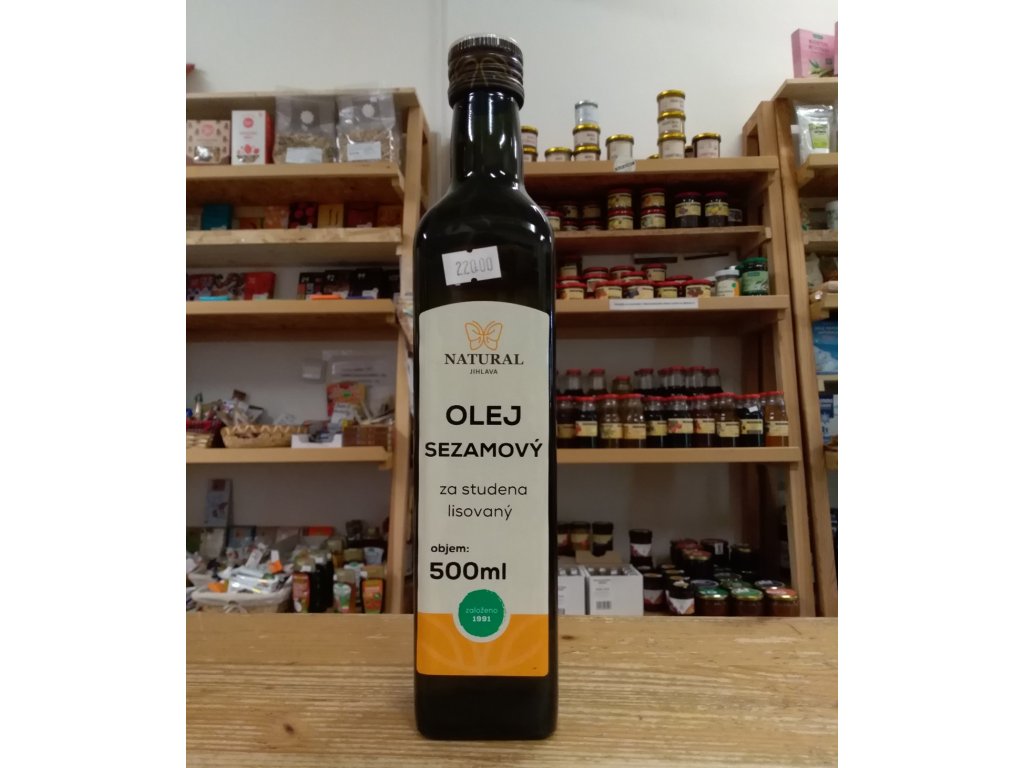 220.00
NATURAL
JIHLAVA
OLEJ
SEZAMOVÝ
za studena
lisovaný
objem:
500ml
založeno
1991